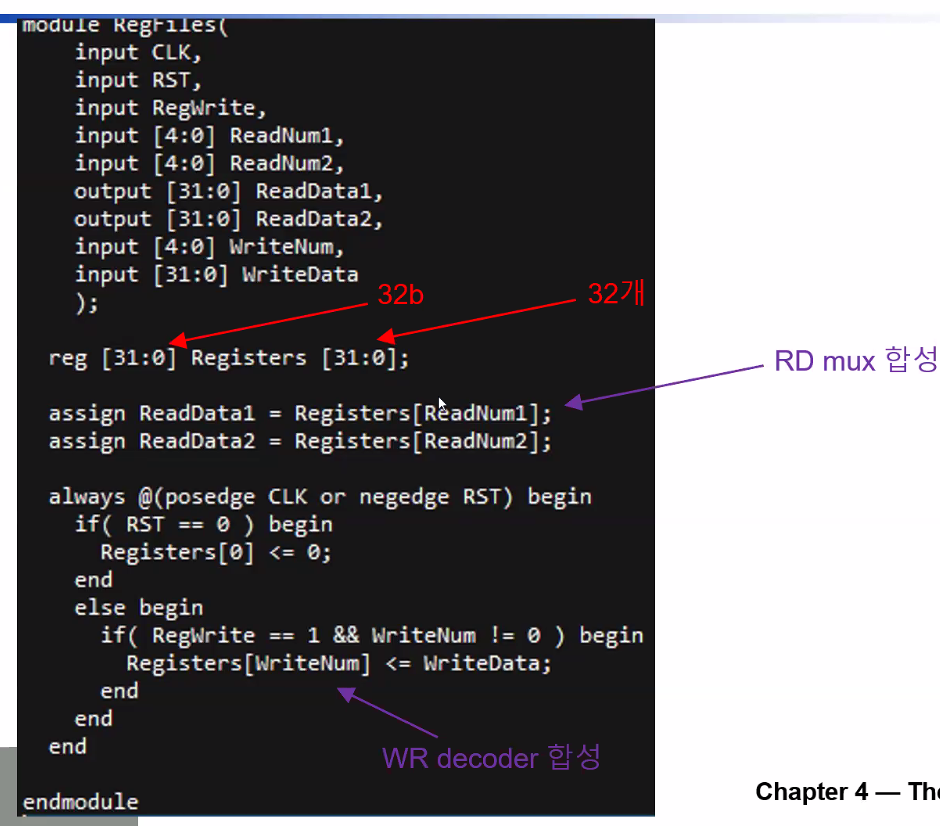 module RegFiles(
input CLK,
input RST,
input RegWrite,
input [4:0] ReadNum1,
input [4:0] ReadNum2,
output [31:0] ReadData1,
output [31:0] ReadData2,
input [4:0] WriteNum,
input [31:0] WriteData
);
32b
32개
reg [31:0] Registers [31:0];
RD mux 합성
assign ReadData1 = Registers[ReadNum1];
assign ReadData2 = Registers[ReadNum2];
always @(posedge CLK or negedge RST) begin
if( RST == 0 ) begin
Registers[0] <= 0;
end
else begin
if( RegWrite == 1 && WriteNum != 0 ) begin
Registers[WriteNum] <= WriteData;
end
end
end
WR decoder 합성
endmodule
Chapter 4 — The